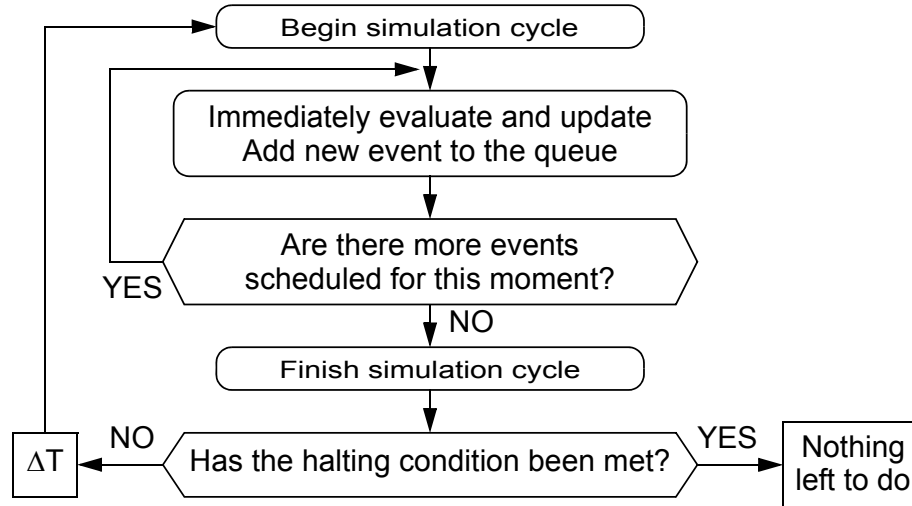 Begin simulation cycle
Immediately evaluate and update
Add new event to the queue
Are there more events
scheduled for this moment?
YES
NO
Finish simulation cycle
ΔT
NO
Has the halting condition been met?
YES
Nothing
left to do